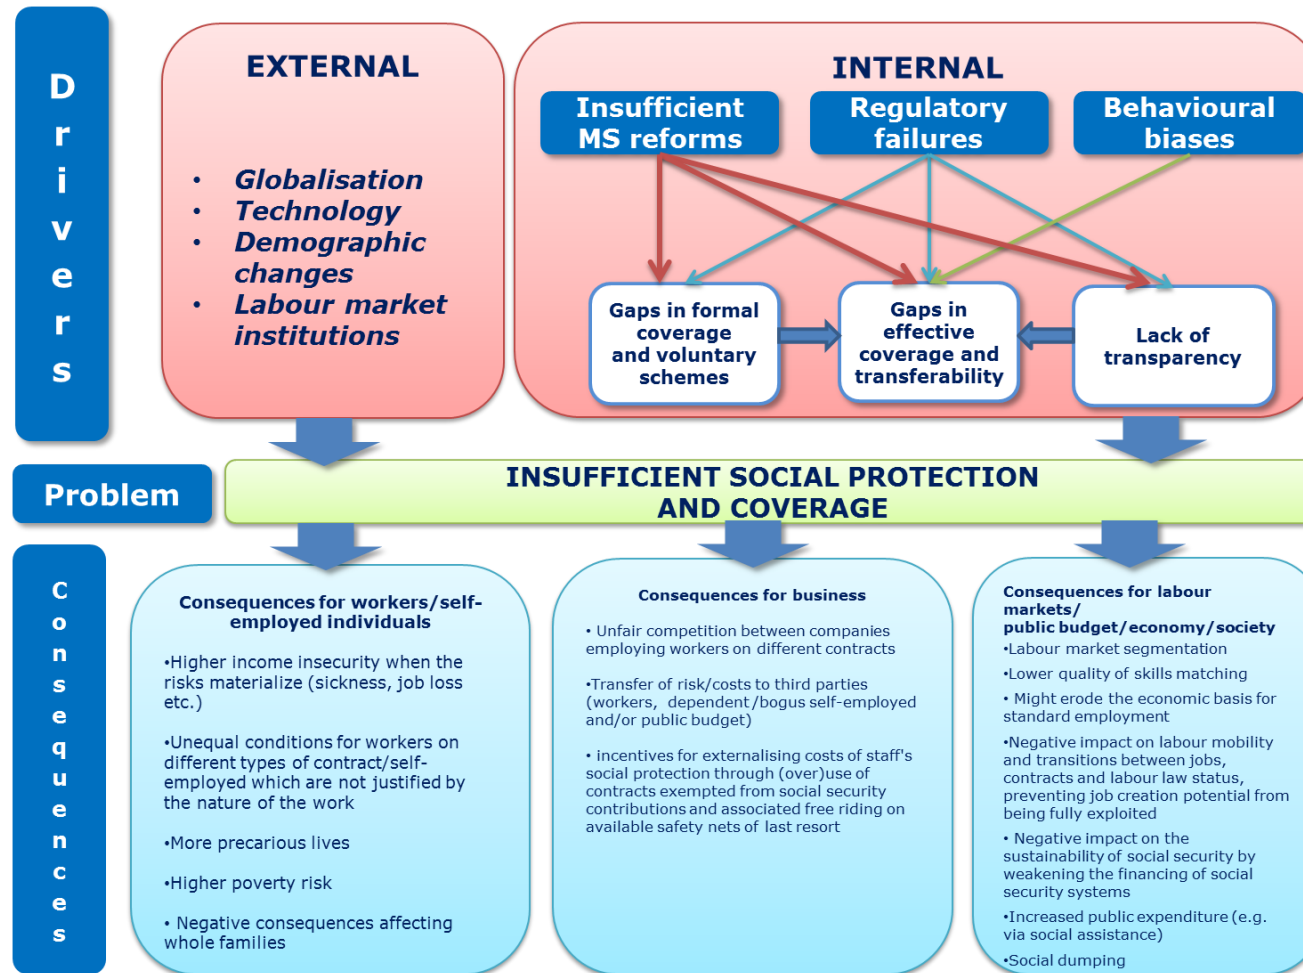 Drivers
EXTERNAL
• Globalisation
• Technology
• Demographic
changes
• Labour market
institutions
INTERNAL
Insufficient
MS reforms
Regulatory
failures
Behavioural
biases
Gaps in formal
coverage
and voluntary
schemes
Gaps in
effective
coverage and
transferability
Lack of
transparency
Problem
INSUFFICIENT SOCIAL PROTECTION
AND COVERAGE
Consequences
Consequences for workers/self-
employed individuals
•Higher income insecurity when the
risks materialize (sickness, job loss
etc.)
•Unequal conditions for workers on
different types of contract/self-
employed which are not justified by
the nature of the work
•More precarious lives
•Higher poverty risk
• Negative consequences affecting
whole families
Consequences for business
• Unfair competition between companies
employing workers on different contracts
•Transfer of risk/costs to third parties
(workers, dependent/bogus self-employed
and/or public budget)
• incentives for externalising costs of staff's
social protection through (over)use of
contracts exempted from social security
contributions and associated free riding on
available safety nets of last resort
Consequences for labour
markets/
public budget/economy/society
•Labour market segmentation
•Lower quality of skills matching
• Might erode the economic basis for
standard employment
•Negative impact on labour mobility
and transitions between jobs,
contracts and labour law status,
preventing job creation potential from
being fully exploited
• Negative impact on the
sustainability of social security by
weakening the financing of social
security systems
•Increased public expenditure (e.g.
via social assistance)
•Social dumping